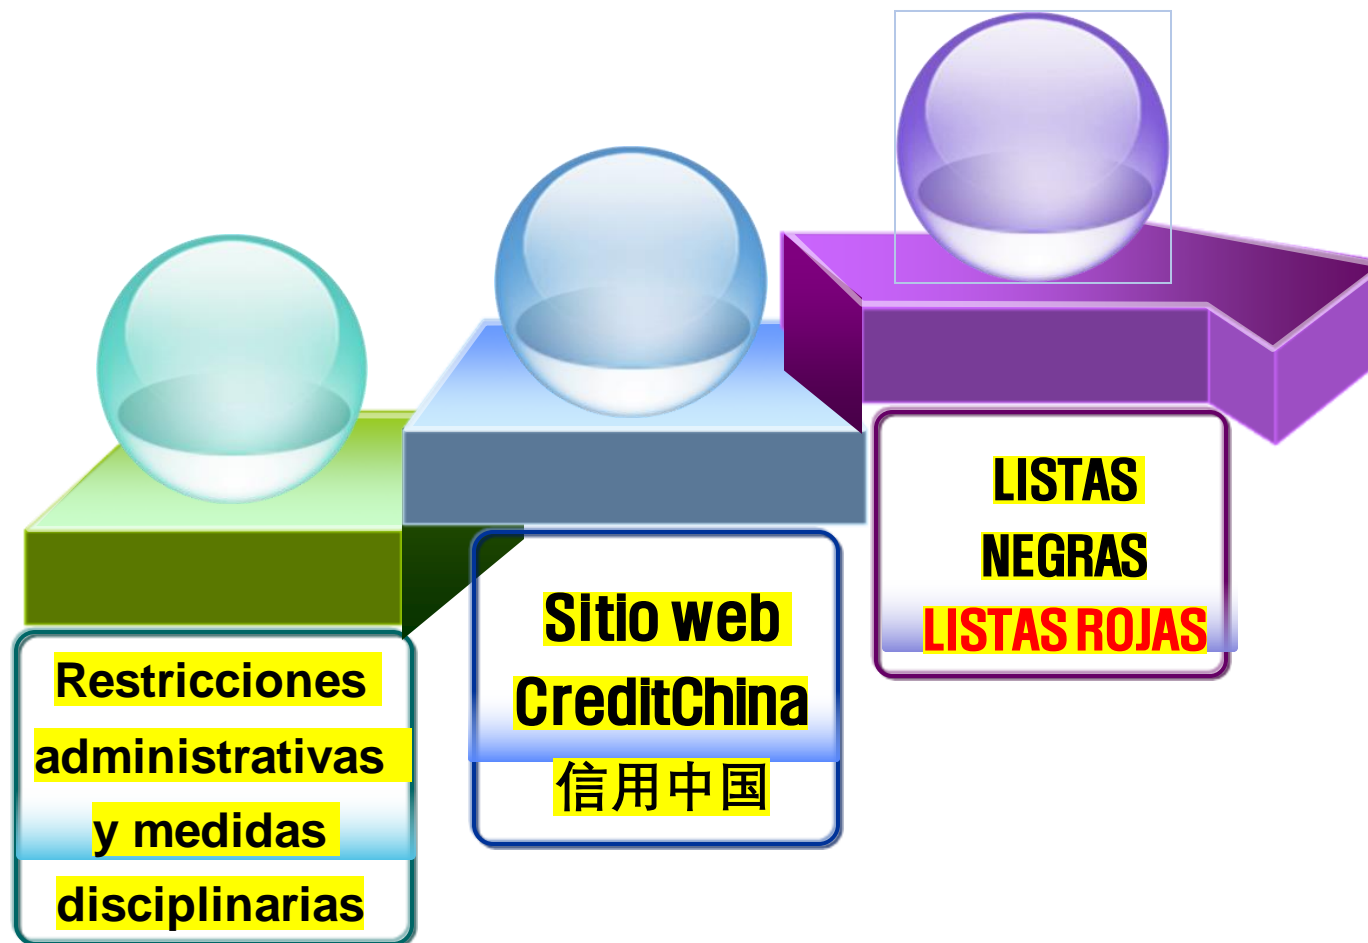 Restricciones
administrativas
y medidas
disciplinarias
Sitio web
CreditChina
信用中国
LISTAS
NEGRAS
LISTAS ROJAS